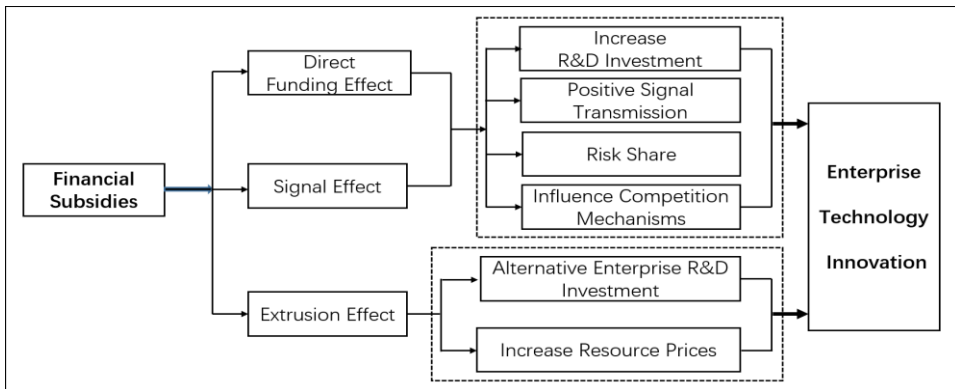 Financial
Subsidies
Direct
Funding Effect
Signal Effect
Extrusion Effect
Increase
R&D Investment
Positive Signal
Transmission
Risk Share
Influence Competition
Mechanisms
Alternative Enterprise R&D
Investment
Increase Resource Prices
Enterprise
Technology
Innovation